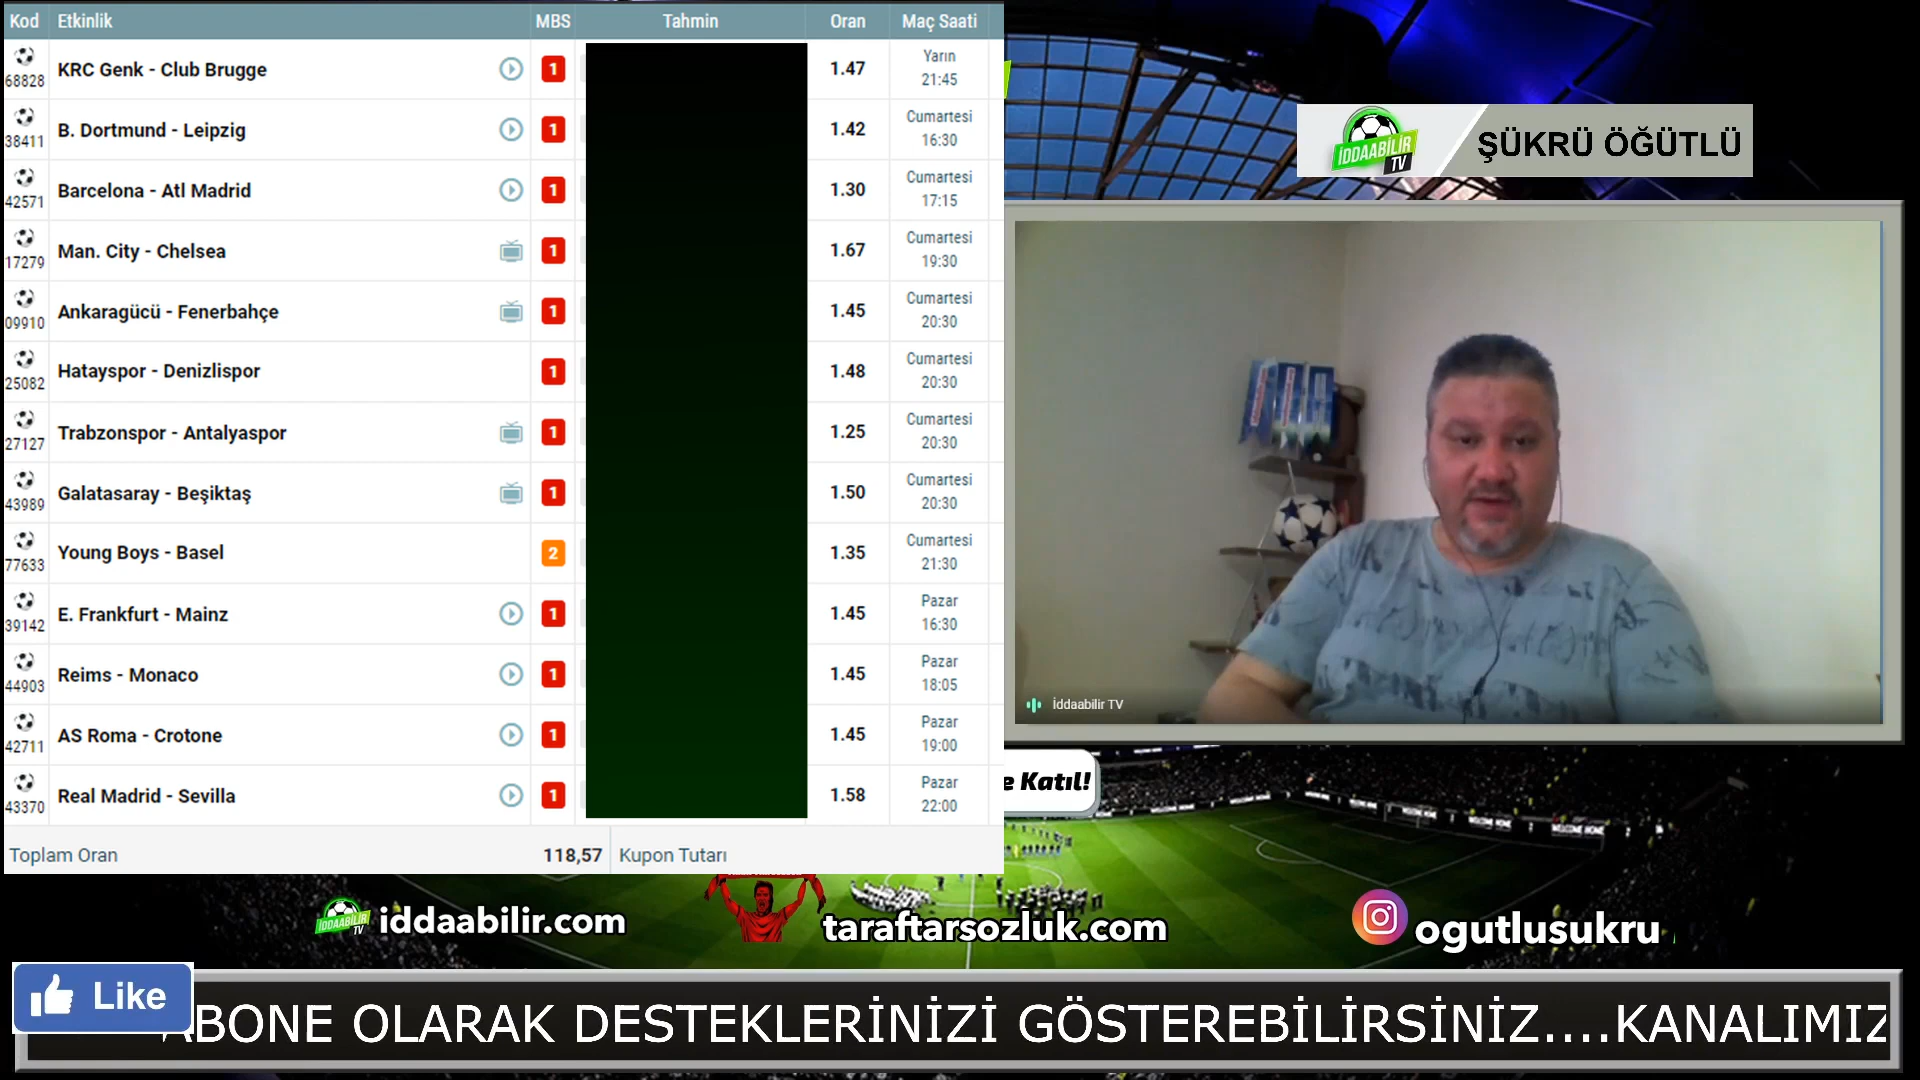 Kod Etkinlik MBS Tahmin Oran Maç Saati
68828 KRC Genk - Club Brugge 1 1.47 Yarın 21:45
38411 B. Dortmund - Leipzig 1 1.42 Cumartesi 16:30
42571 Barcelona - Atl Madrid 1 1.30 Cumartesi 17:15
17279 Man. City - Chelsea 1 1.67 Cumartesi 19:30
09910 Ankaragücü - Fenerbahçe 1 1.45 Cumartesi 20:30
25082 Hatayspor - Denizlispor 1 1.48 Cumartesi 20:30
27127 Trabzonspor - Antalyaspor 1 1.25 Cumartesi 20:30
43989 Galatasaray - Beşiktaş 1 1.50 Cumartesi 20:30
77633 Young Boys - Basel 2 1.35 Cumartesi 21:30
39142 E. Frankfurt - Mainz 1 1.45 Pazar 16:30
44903 Reims - Monaco 1 1.45 Pazar 18:05
42711 AS Roma - Crotone 1 1.45 Pazar 19:00
43370 Real Madrid - Sevilla 1 1.58 Pazar 22:00
Toplam Oran 118,57 Kupon Tutarı
İDDAABİLİR TV
ŞÜKRÜ ÖĞÜTLÜ
İddaabilir TV
e Katıl!
WELCOME HOME
İDDAABİLİR TV iddaabilir.com
taraftarsozluk.com
ogutlusukru
Like
ABONE OLARAK DESTEKLERİNİZİ GÖSTEREBİLİRSİNİZ....KANALIMIZ